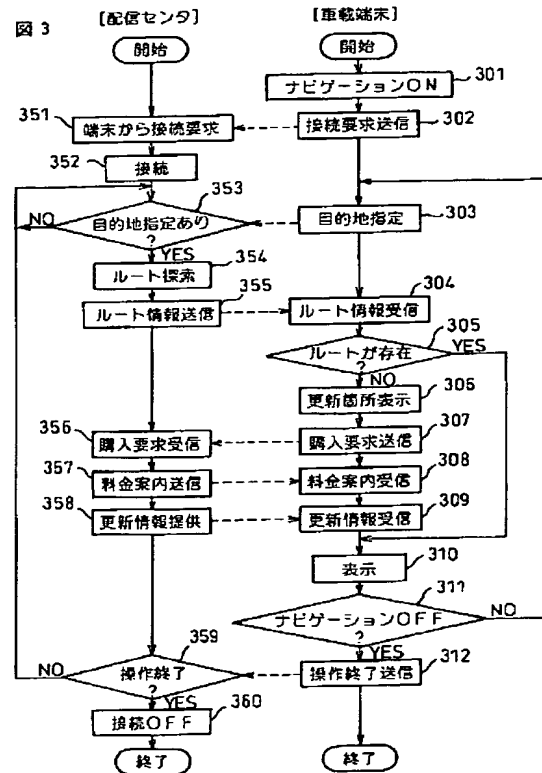 図 3
[配信センタ]
[車載端末]
開始
351
端末から接続要求
352
接続
353
目的地指定あり
?
NO
YES
354
ルート探索
355
ルート情報送信
356
購入要求受信
357
料金案内送信
358
更新情報提供
359
操作終了
?
NO
YES
360
接続OFF
終了
開始
301
ナビゲーションON
302
接続要求送信
303
目的地指定
304
ルート情報受信
305
ルートが存在
?
YES
NO
306
更新箇所表示
307
購入要求送信
308
料金案内受信
309
更新情報受信
310
表示
311
ナビゲーションOFF
?
NO
YES
312
操作終了送信
終了